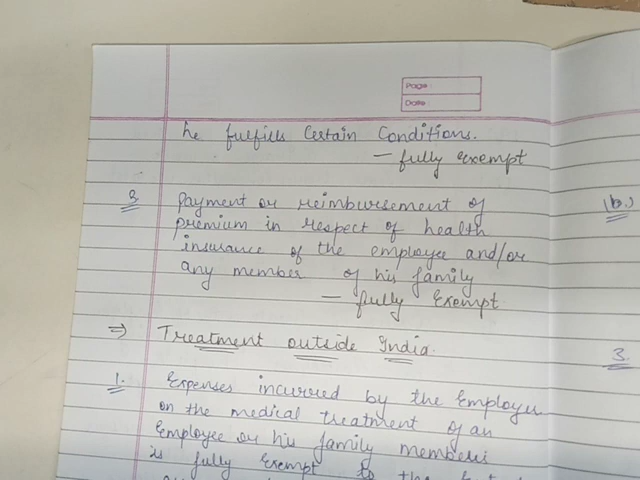 Page
Date
he fulfills Certain Conditions.
— fully exempt
3 Payment or reimbursement of
premium in respect of health
insurance of the employee and/or
any member of his family
— fully Exempt
⇒ Treatment outside India.
1. Expenses incurred by the Employer
on the medical treatment of an
Employee or his family members
is fully exempt to the
(b.)
3.